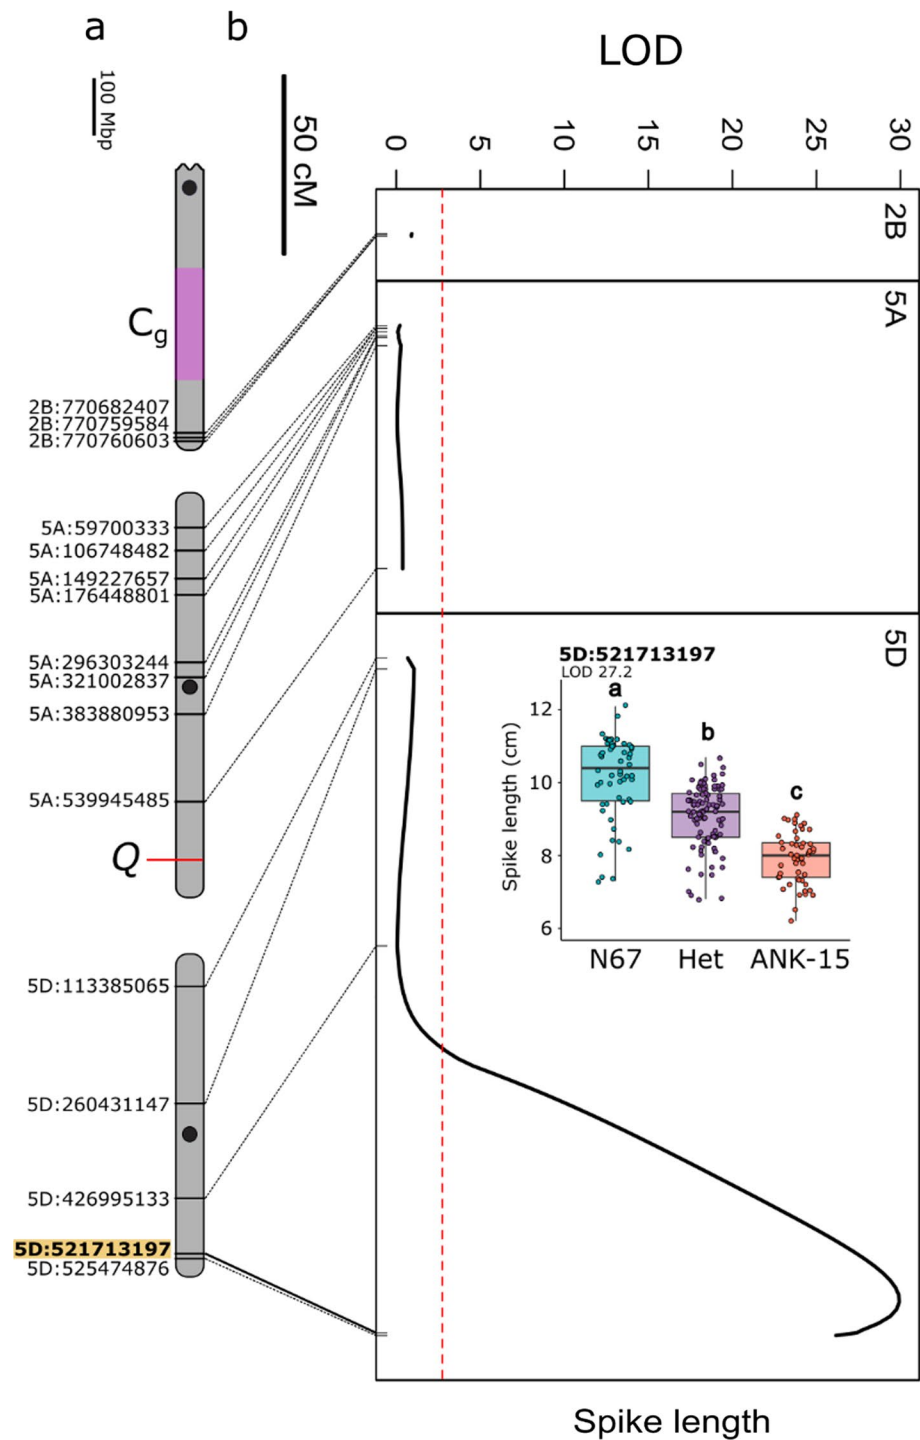 a
b
LOD
100 Mbp
50 cM
0 5 10 15 20 25 30
2B
5A
Cg
2B:770682407
2B:770759584
2B:770760603
5A:59700333
5A:106748482
5A:149227657
5A:176448801
5A:296303244
5A:321002837
5A:383880953
5A:539945485
Q
5D
5D:521713197
LOD 27.2
a
b
c
12
10
8
6
Spike length (cm)
N67 Het ANK-15
5D:113385065
5D:260431147
5D:426995133
5D:521713197
5D:525474876
Spike length